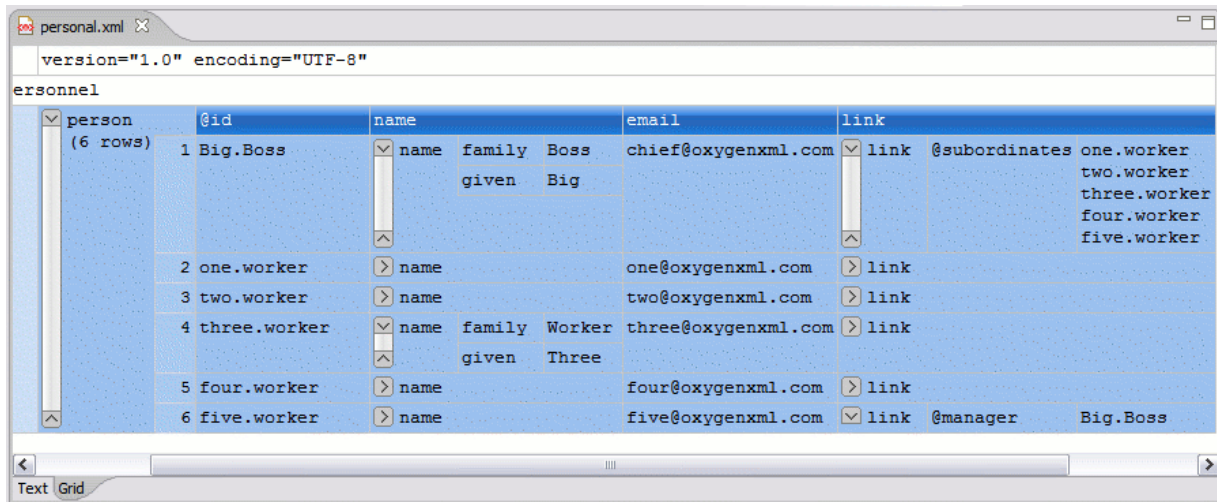 personal.xml
version="1.0" encoding="UTF-8"
ersonnel
person @id name email link
(6 rows) 1 Big.Boss name family Boss chief@oxygenxml.com link @subordinates one.worker
two.worker
given Big
three.worker
four.worker
five.worker
2 one.worker name one@oxygenxml.com link
3 two.worker name two@oxygenxml.com link
4 three.worker name family Worker three@oxygenxml.com link
given Three
5 four.worker name four@oxygenxml.com link
6 five.worker name five@oxygenxml.com link @manager Big.Boss
Text Grid